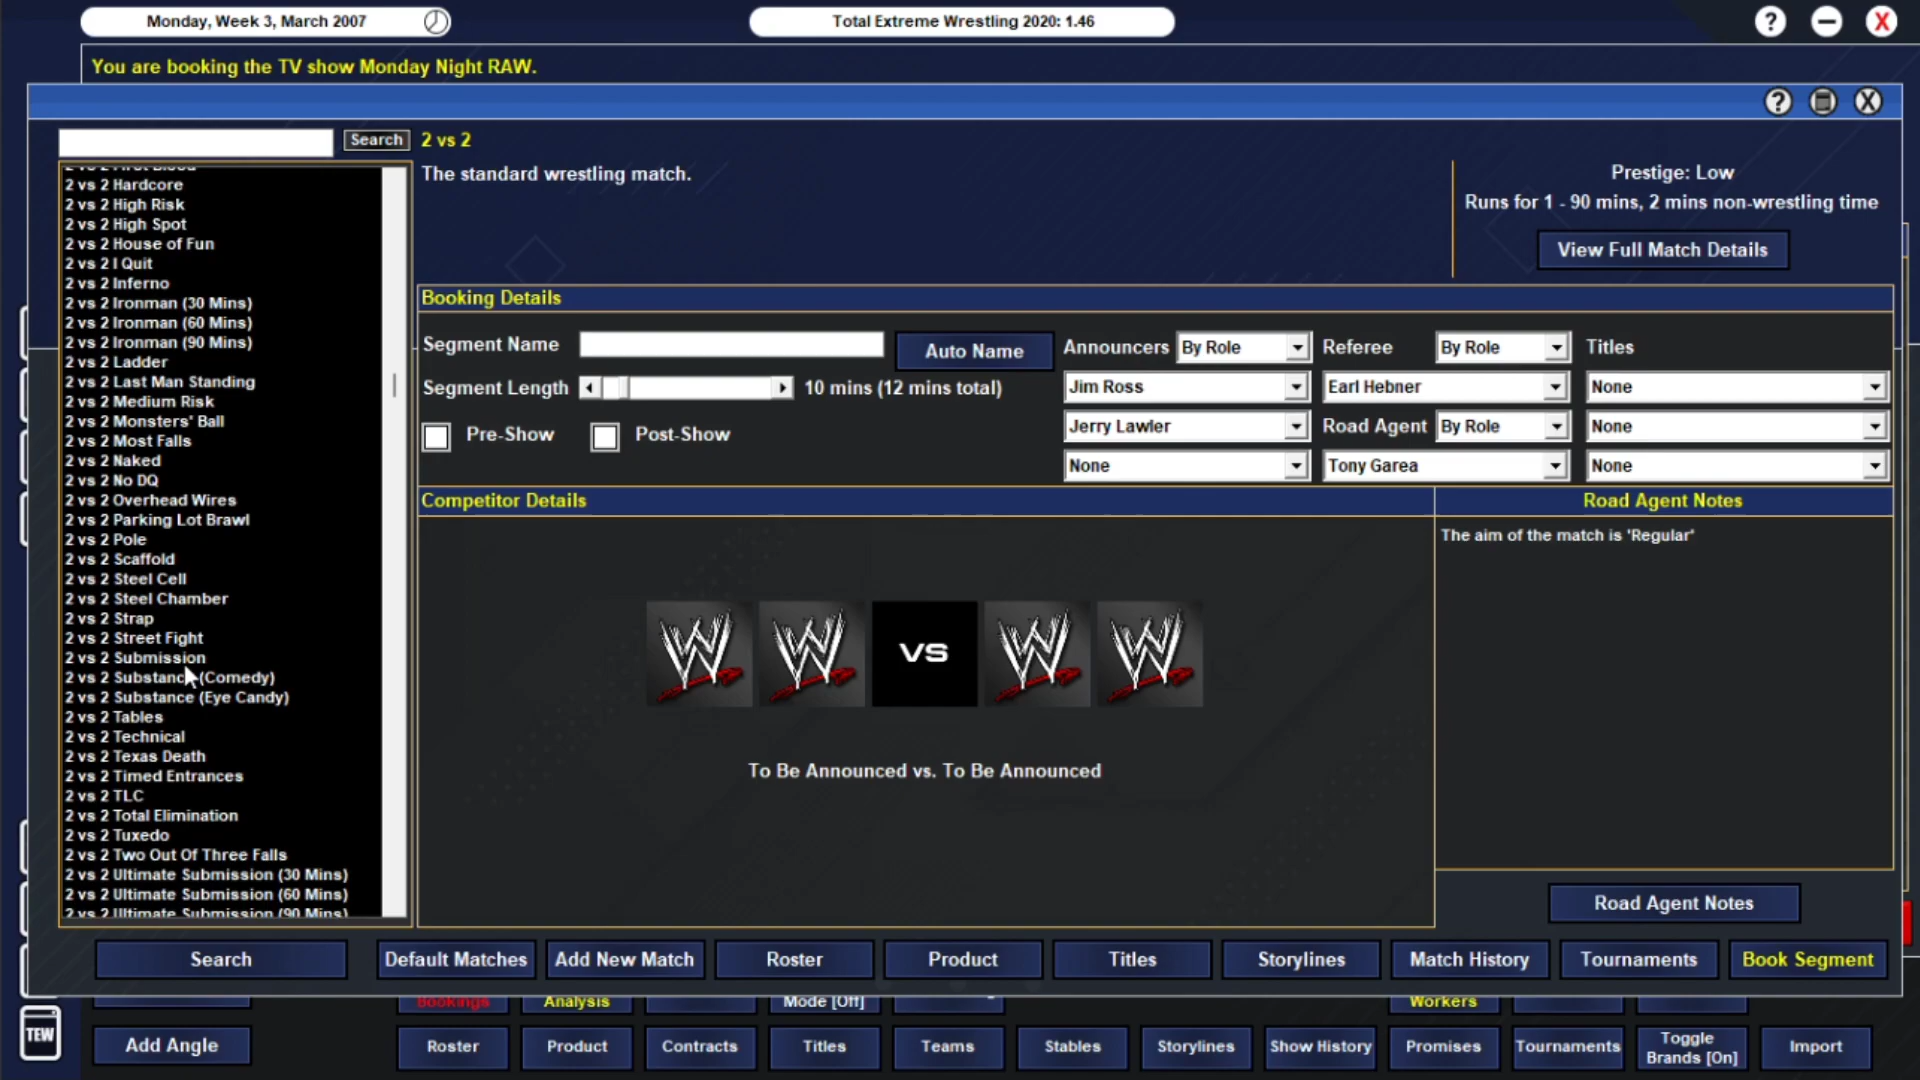 Monday, Week 3, March 2007
Total Extreme Wrestling 2020: 1.46
You are booking the TV show Monday Night RAW.
Search
2 vs 2
The standard wrestling match.
Prestige: Low
Runs for 1 - 90 mins, 2 mins non-wrestling time
View Full Match Details
2 vs 2 First Blood
2 vs 2 Hardcore
2 vs 2 High Risk
2 vs 2 High Spot
2 vs 2 House of Fun
2 vs 2 I Quit
2 vs 2 Inferno
2 vs 2 Ironman (30 Mins)
2 vs 2 Ironman (60 Mins)
2 vs 2 Ironman (90 Mins)
2 vs 2 Ladder
2 vs 2 Last Man Standing
2 vs 2 Medium Risk
2 vs 2 Monsters' Ball
2 vs 2 Most Falls
2 vs 2 Naked
2 vs 2 No DQ
2 vs 2 Overhead Wires
2 vs 2 Parking Lot Brawl
2 vs 2 Pole
2 vs 2 Scaffold
2 vs 2 Steel Cell
2 vs 2 Steel Chamber
2 vs 2 Strap
2 vs 2 Street Fight
2 vs 2 Submission
2 vs 2 Substance (Comedy)
2 vs 2 Substance (Eye Candy)
2 vs 2 Tables
2 vs 2 Technical
2 vs 2 Texas Death
2 vs 2 Timed Entrances
2 vs 2 TLC
2 vs 2 Total Elimination
2 vs 2 Tuxedo
2 vs 2 Two Out Of Three Falls
2 vs 2 Ultimate Submission (30 Mins)
2 vs 2 Ultimate Submission (60 Mins)
2 vs 2 Ultimate Submission (90 Mins)
Booking Details
Segment Name
Auto Name
Announcers By Role
Referee By Role
Titles
Segment Length
10 mins (12 mins total)
Jim Ross
Earl Hebner
None
Pre-Show
Post-Show
Jerry Lawler
Road Agent By Role
None
None
Tony Garea
None
Competitor Details
Road Agent Notes
The aim of the match is 'Regular'
VS
To Be Announced vs. To Be Announced
Road Agent Notes
Search
Default Matches
Add New Match
Roster
Product
Titles
Storylines
Match History
Tournaments
Book Segment
Bookings
Analysis
Mode [Off]
Workers
TEW
Add Angle
Roster
Product
Contracts
Titles
Teams
Stables
Storylines
Show History
Promises
Tournaments
Toggle
Brands [On]
Import